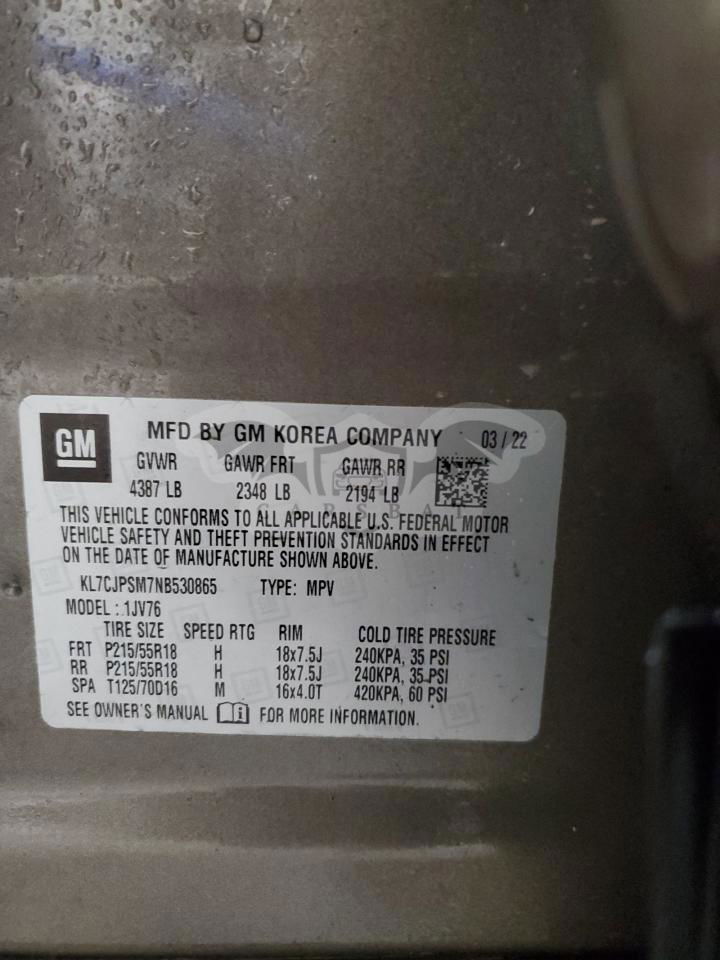 GM
MFD BY GM KOREA COMPANY 03 / 22
GVWR GAWR FRT GAWR RR
4387 LB 2348 LB 2194 LB
CARSBAT
THIS VEHICLE CONFORMS TO ALL APPLICABLE U.S. FEDERAL MOTOR
VEHICLE SAFETY AND THEFT PREVENTION STANDARDS IN EFFECT
ON THE DATE OF MANUFACTURE SHOWN ABOVE.
KL7CJPSM7NB530865 TYPE: MPV
MODEL : 1JV76
TIRE SIZE SPEED RTG RIM COLD TIRE PRESSURE
FRT P215/55R18 H 18x7.5J 240KPA, 35 PSI
RR P215/55R18 H 18x7.5J 240KPA, 35 PSI
SPA T125/70D16 M 16x4.0T 420KPA, 60 PSI
SEE OWNER'S MANUAL FOR MORE INFORMATION.